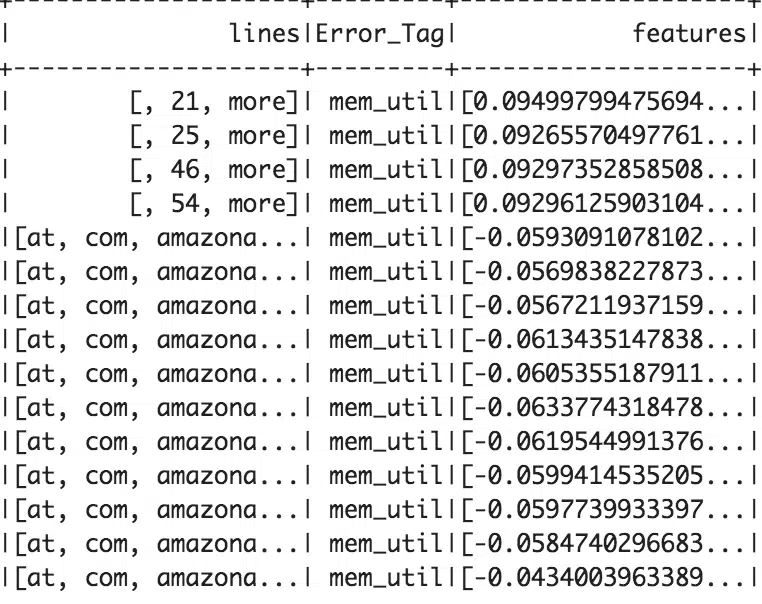 +--------------------+---------+--------------------+
|               lines|Error_Tag|            features|
+--------------------+---------+--------------------+
|        [, 21, more]| mem_util|[0.09499799475694...|
|        [, 25, more]| mem_util|[0.09265570497761...|
|        [, 46, more]| mem_util|[0.09297352858508...|
|        [, 54, more]| mem_util|[0.09296125903104...|
|[at, com, amazona...| mem_util|[-0.0593091078102...|
|[at, com, amazona...| mem_util|[-0.0569838227873...|
|[at, com, amazona...| mem_util|[-0.0567211937159...|
|[at, com, amazona...| mem_util|[-0.0613435147838...|
|[at, com, amazona...| mem_util|[-0.0605355187911...|
|[at, com, amazona...| mem_util|[-0.0633774318478...|
|[at, com, amazona...| mem_util|[-0.0619544991376...|
|[at, com, amazona...| mem_util|[-0.0599414535205...|
|[at, com, amazona...| mem_util|[-0.0597739933397...|
|[at, com, amazona...| mem_util|[-0.0584740296683...|
|[at, com, amazona...| mem_util|[-0.0434003963389...|